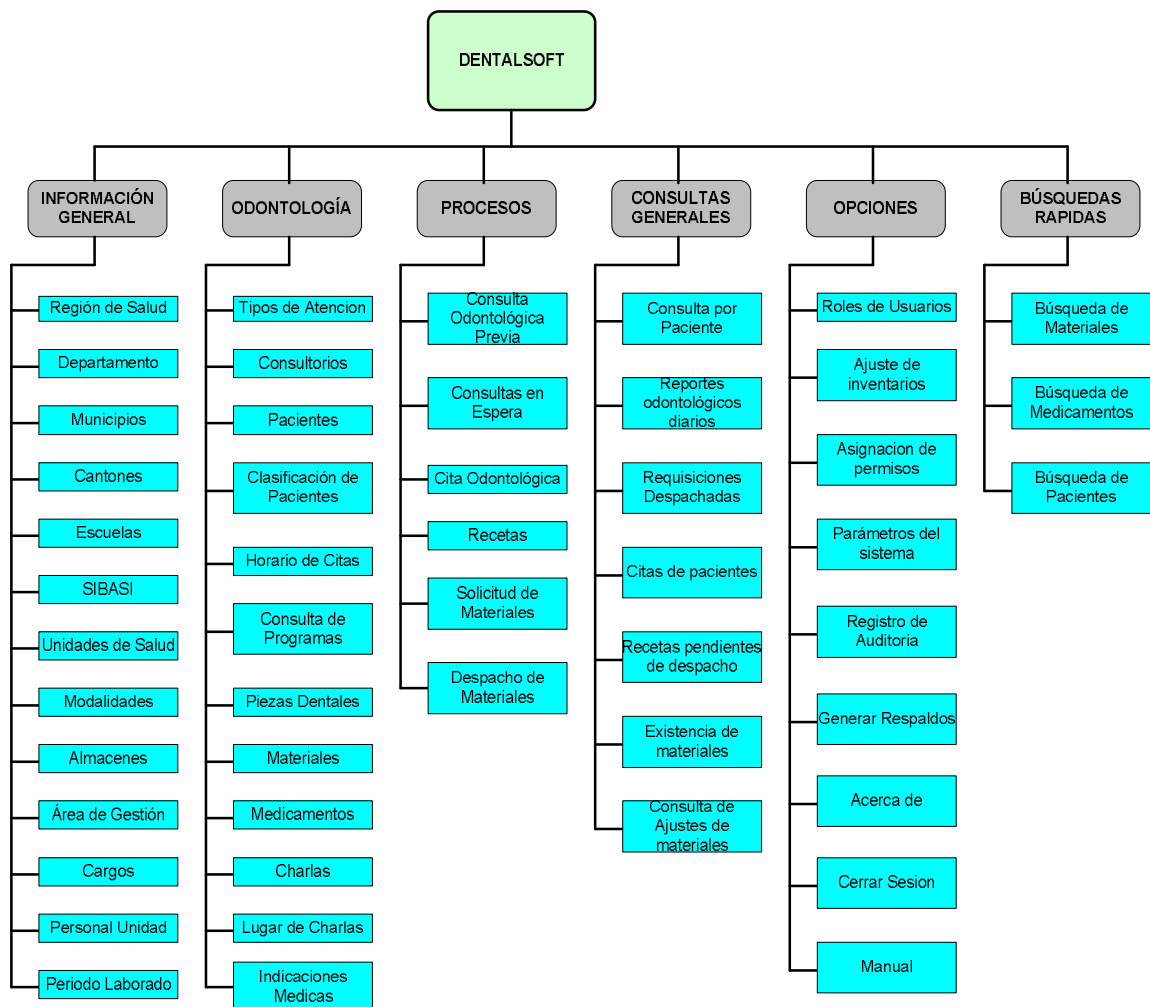 DENTALSOFT
INFORMACIÓN
GENERAL
Región de Salud
Departamento
Municipios
Cantones
Escuelas
SIBASI
Unidades de Salud
Modalidades
Almacenes
Área de Gestión
Cargos
Personal Unidad
Periodo Laborado
ODONTOLOGÍA
Tipos de Atencion
Consultorios
Pacientes
Clasificación de
Pacientes
Horario de Citas
Consulta de
Programas
Piezas Dentales
Materiales
Medicamentos
Charlas
Lugar de Charlas
Indicaciones
Medicas
PROCESOS
Consulta
Odontológica
Previa
Consultas en
Espera
Cita Odontológica
Recetas
Solicitud de
Materiales
Despacho de
Materiales
CONSULTAS
GENERALES
Consulta por
Paciente
Reportes
odontológicos
diarios
Requisiciones
Despachadas
Citas de pacientes
Recetas pendientes
de despacho
Existencia de
materiales
Consulta de
Ajustes de
materiales
OPCIONES
Roles de Usuarios
Ajuste de
inventarios
Asignacion de
permisos
Parámetros del
sistema
Registro de
Auditoria
Generar Respaldos
Acerca de
Cerrar Sesion
Manual
BÚSQUEDAS
RAPIDAS
Búsqueda de
Materiales
Búsqueda de
Medicamentos
Búsqueda de
Pacientes